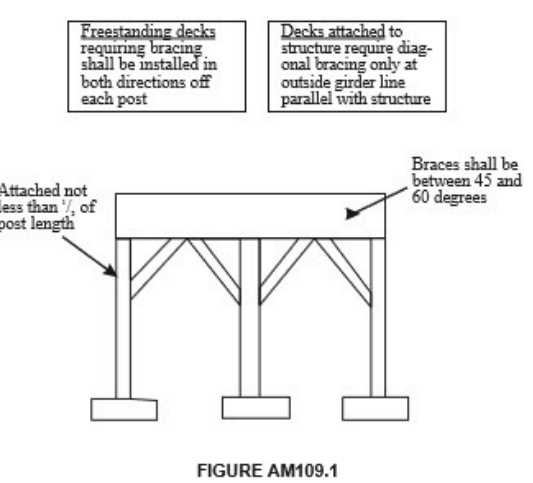 Freestanding decks
requiring bracing
shall be installed in
both directions off
each post
Decks attached to
structure require diag-
onal bracing only at
outside girder line
parallel with structure
Braces shall be
between 45 and
60 degrees
Attached not
less than of
post length
FIGURE AM109.1